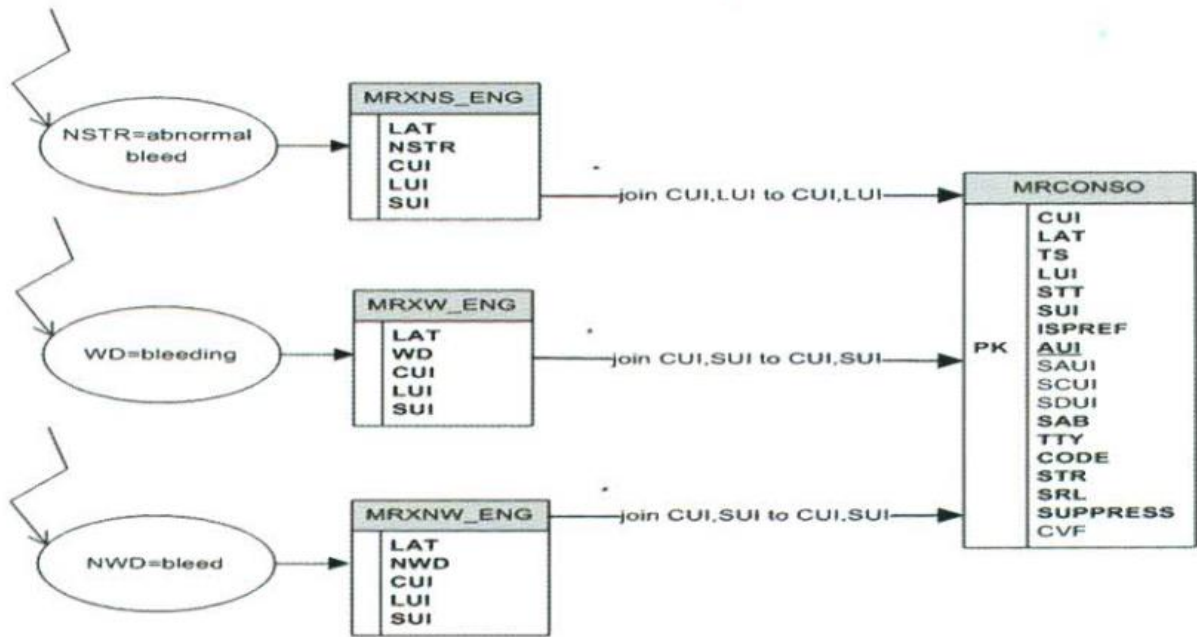 NSTR=abnormal
bleed
MRXNS_ENG
LAT
NSTR
CUI
LUI
SUI
join CUI,LUI to CUI,LUI
WD=bleeding
MRXW_ENG
LAT
WD
CUI
LUI
SUI
join CUI,SUI to CUI,SUI
NWD=bleed
MRXNW_ENG
LAT
NWD
CUI
LUI
SUI
join CUI,SUI to CUI,SUI
MRCONSO
CUI
LAT
TS
LUI
STT
SUI
ISPREF
PK AUI
SAUI
SCUI
SDUI
SAB
TTY
CODE
STR
SRL
SUPPRESS
CVF